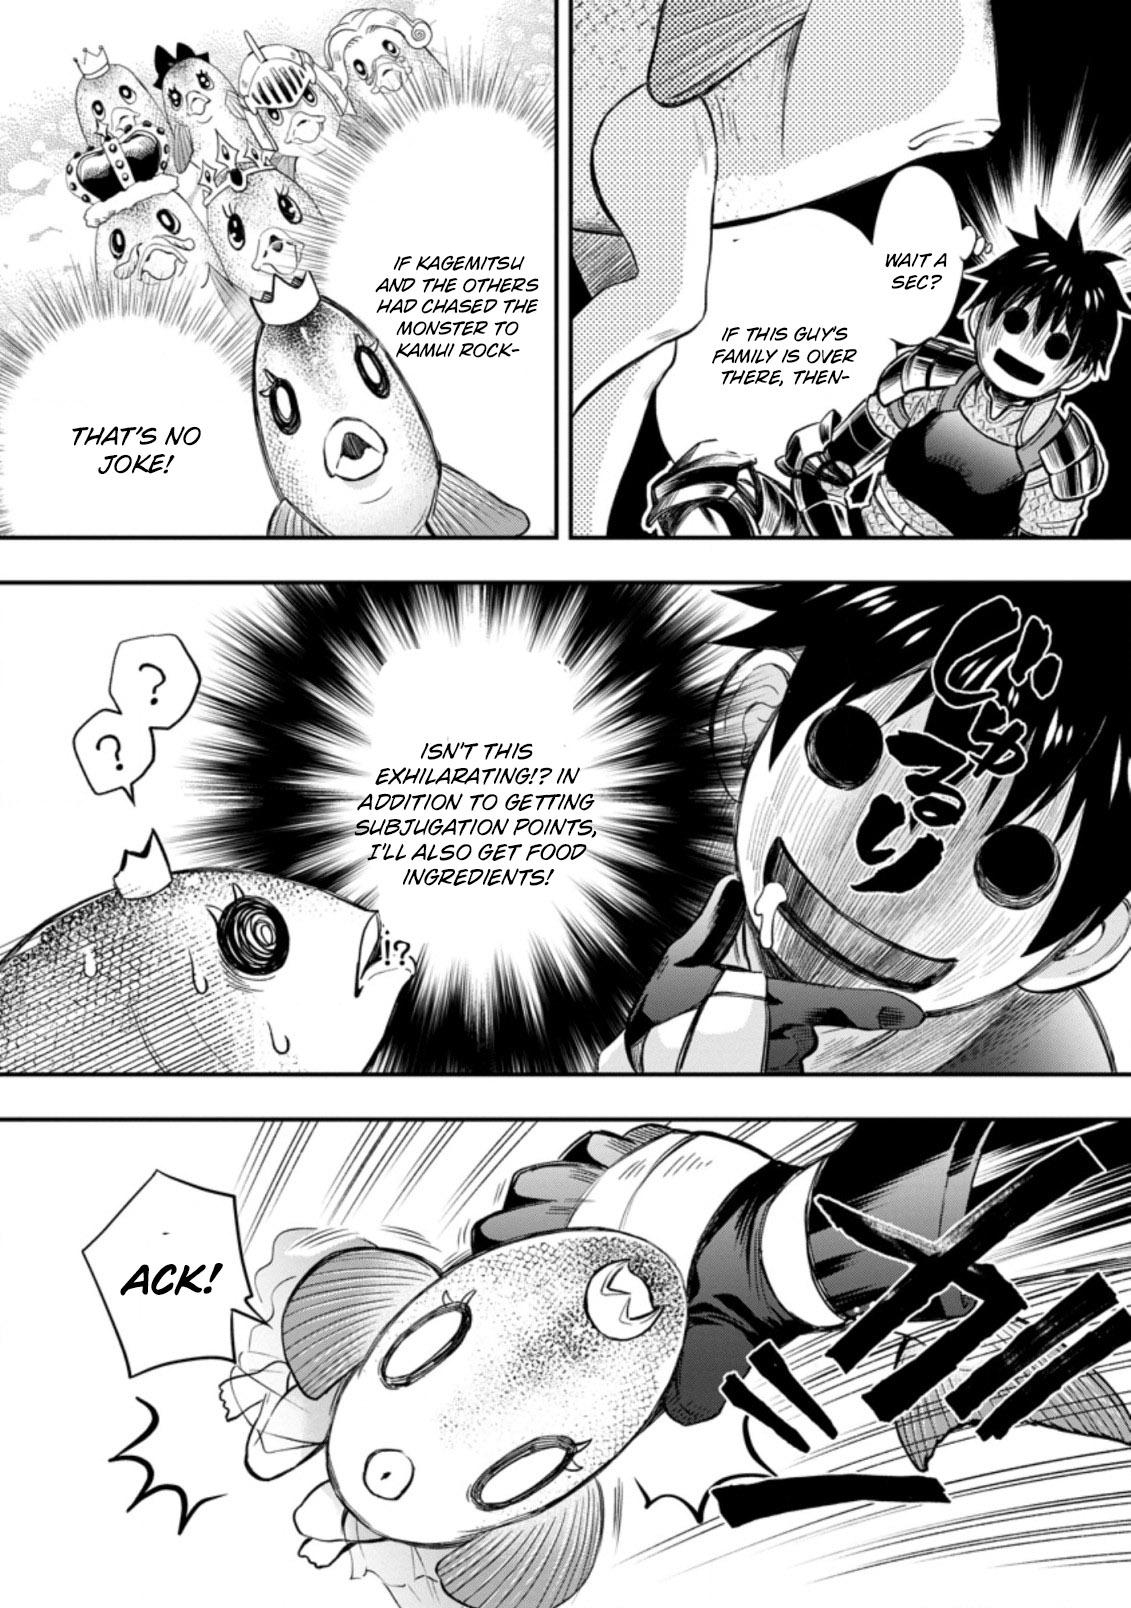 WAIT A
SEC?
IF THIS GUY'S
FAMILY IS OVER
THERE, THEN-
IF KAGEMITSU
AND THE OTHERS
HAD CHASED THE
MONSTER TO
KAMUI ROCK-
THAT'S NO
JOKE!
じゅるり
ISN'T THIS
EXHILARATING!? IN
ADDITION TO GETTING
SUBJUGATION POINTS,
I'LL ALSO GET FOOD
INGREDIENTS!
?
?
!?
ACK!